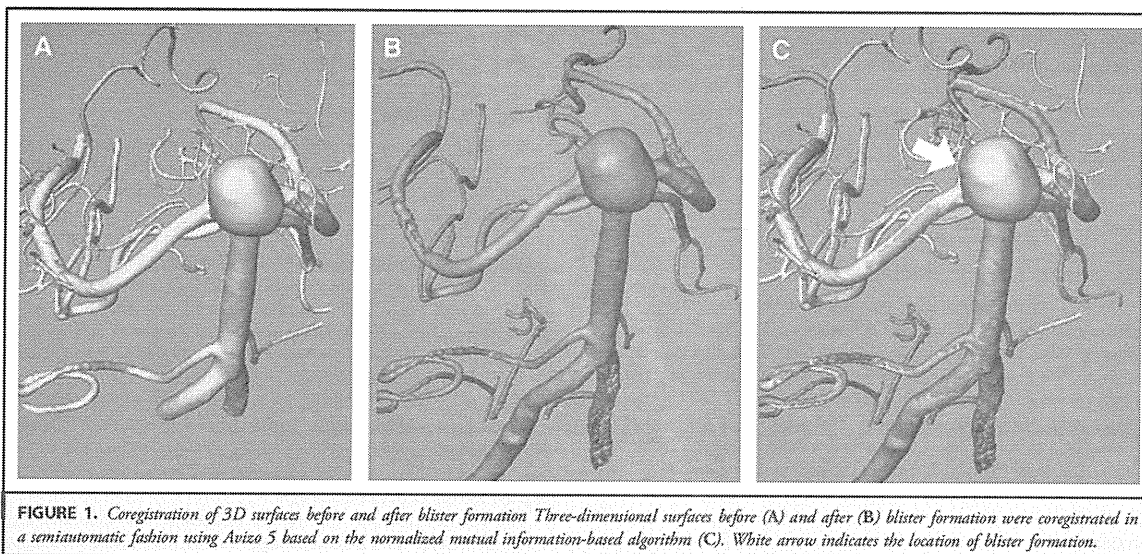 A
B
C
FIGURE 1. Coregistration of 3D surfaces before and after blister formation Three-dimensional surfaces before (A) and after (B) blister formation were coregistrated in
a semiautomatic fashion using Avizo 5 based on the normalized mutual information-based algorithm (C). White arrow indicates the location of blister formation.